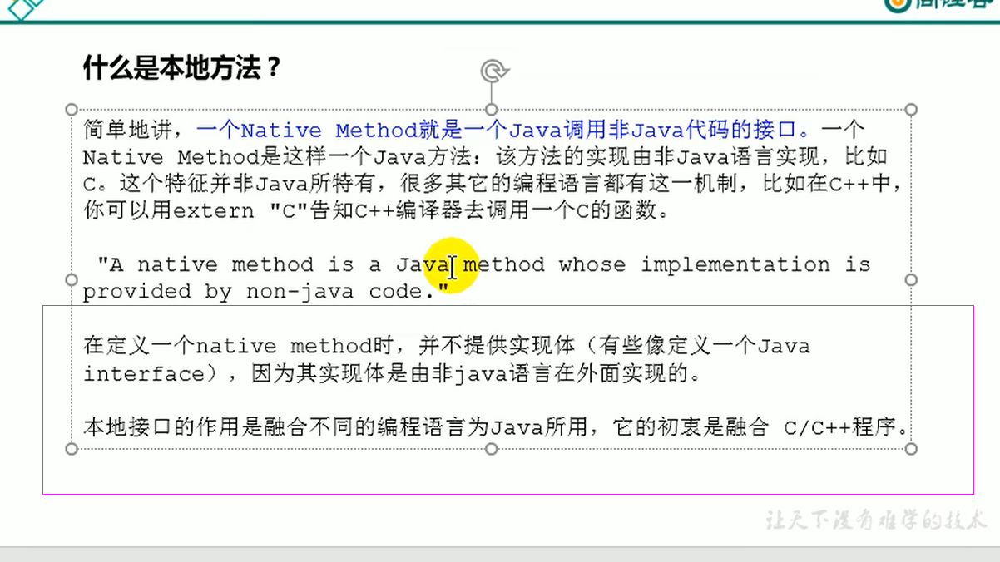 什么是本地方法？
简单地讲，一个Native Method就是一个Java调用非Java代码的接口。一个
Native Method是这样一个Java方法：该方法的实现由非Java语言实现，比如
C。这个特征并非Java所特有，很多其它的编程语言都有这一机制，比如在C++中，
你可以用extern "C"告知C++编译器去调用一个C的函数。
"A native method is a Java method whose implementation is
provided by non-java code."
在定义一个native method时，并不提供实现体（有些像定义一个Java
interface），因为其实现体是由非java语言在外面实现的。
本地接口的作用是融合不同的编程语言为Java所用，它的初衷是融合 C/C++程序。
让天下没有难学的技术